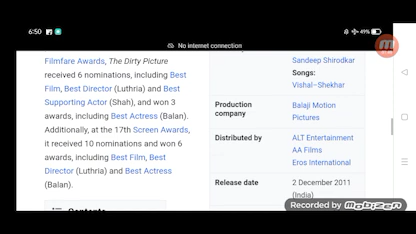 6:50
49%
No internet connection
Filmfare Awards, The Dirty Picture
received 6 nominations, including Best
Film, Best Director (Luthria) and Best
Supporting Actor (Shah), and won 3
awards, including Best Actress (Balan).
Additionally, at the 17th Screen Awards,
it received 10 nominations and won 6
awards, including Best Film, Best
Director (Luthria) and Best Actress
(Balan).
Contents
Sandeep Shirodkar
Songs:
Vishal–Shekhar
Production company
Balaji Motion
Pictures
Distributed by
ALT Entertainment
AA Films
Eros International
Release date
2 December 2011
(India)
Recorded by Mobizen